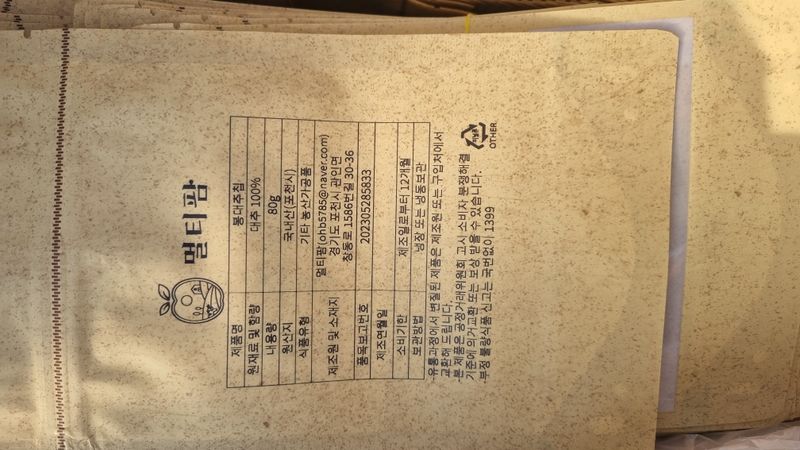 멀티팜
제품명 봉대추칩
원재료 및 함량 대추 100%
내용량 80g
원산지 국내산(포천시)
식품유형 기타 농산가공품
제조원 및 소재지 멀티팜(ohb5785@naver.com)
경기도 포천시 관인면
창동로 1586번길 30-36
품목보고번호 202305285833
제조연월일
소비기한 제조일로부터 12개월
보관방법 냉장 또는 냉동보관
·유통과정에서 변질된 제품은 제조원 또는 구입처에서
교환해 드립니다.
·본 제품은 공정거래위원회 고시 소비자 분쟁해결
기준에 의거교환 또는 보상 받을 수 있습니다.
·부정 불량식품 신고는 국번없이 1399
OTHER